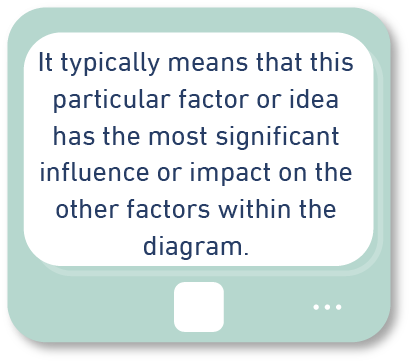 It typically means that this
particular factor or idea
has the most significant
influence or impact on the
other factors within the
diagram.